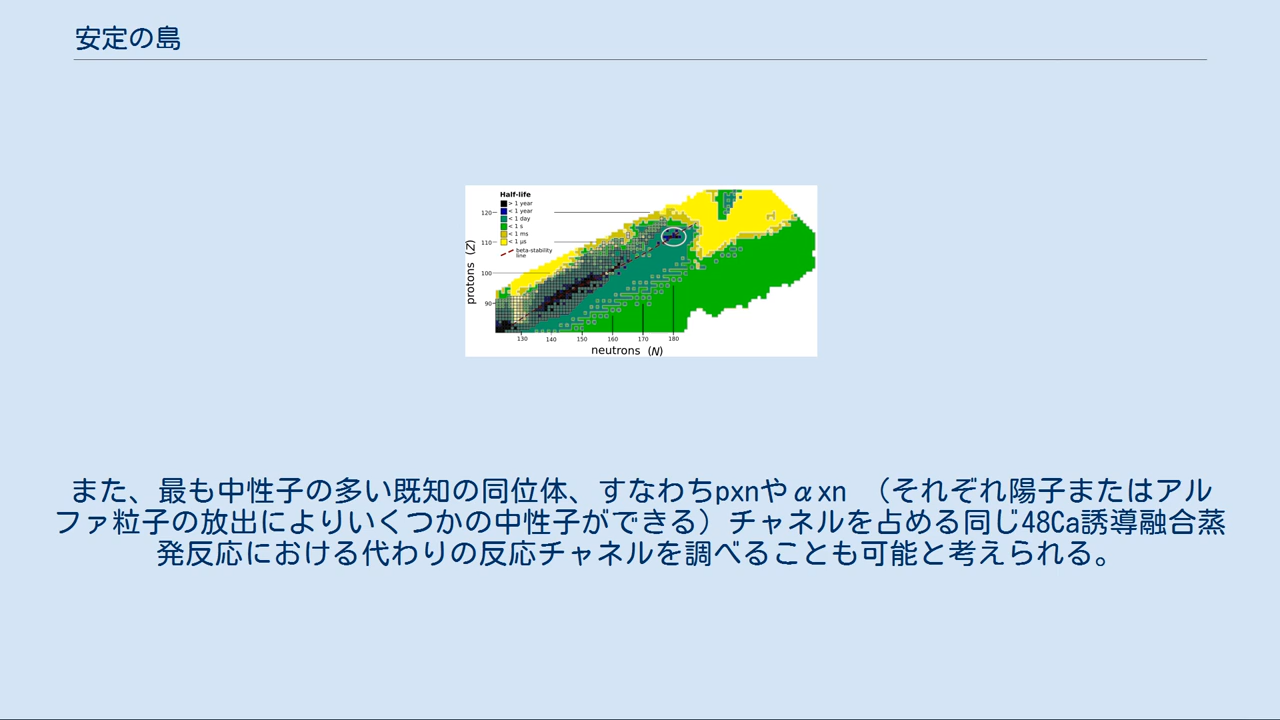 安定の島
Half-life
> 1 year
< 1 year
< 1 day
< 1 s
< 1 ms
< 1 µs
beta-stability
line
120
110
100
90
protons (Z)
130 140 150 160 170 180
neutrons (N)
また、最も中性子の多い既知の同位体、すなわちpxnやαxn （それぞれ陽子またはアル
ファ粒子の放出によりいくつかの中性子ができる）チャネルを占める同じ48Ca誘導融合蒸
発反応における代わりの反応チャネルを調べることも可能と考えられる。